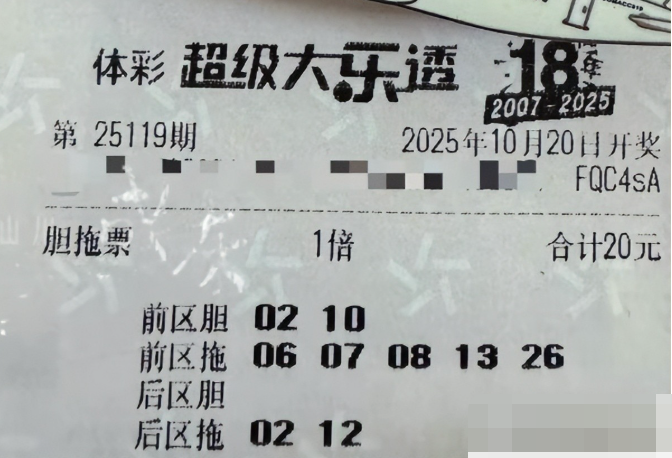 体彩 超级大乐透 18年
2007-2025
第 25119期 2025年10月20日开奖
FQC4sA
胆拖票 1倍 合计20元
前区胆 02 10
前区拖 06 07 08 13 26
后区胆
后区拖 02 12